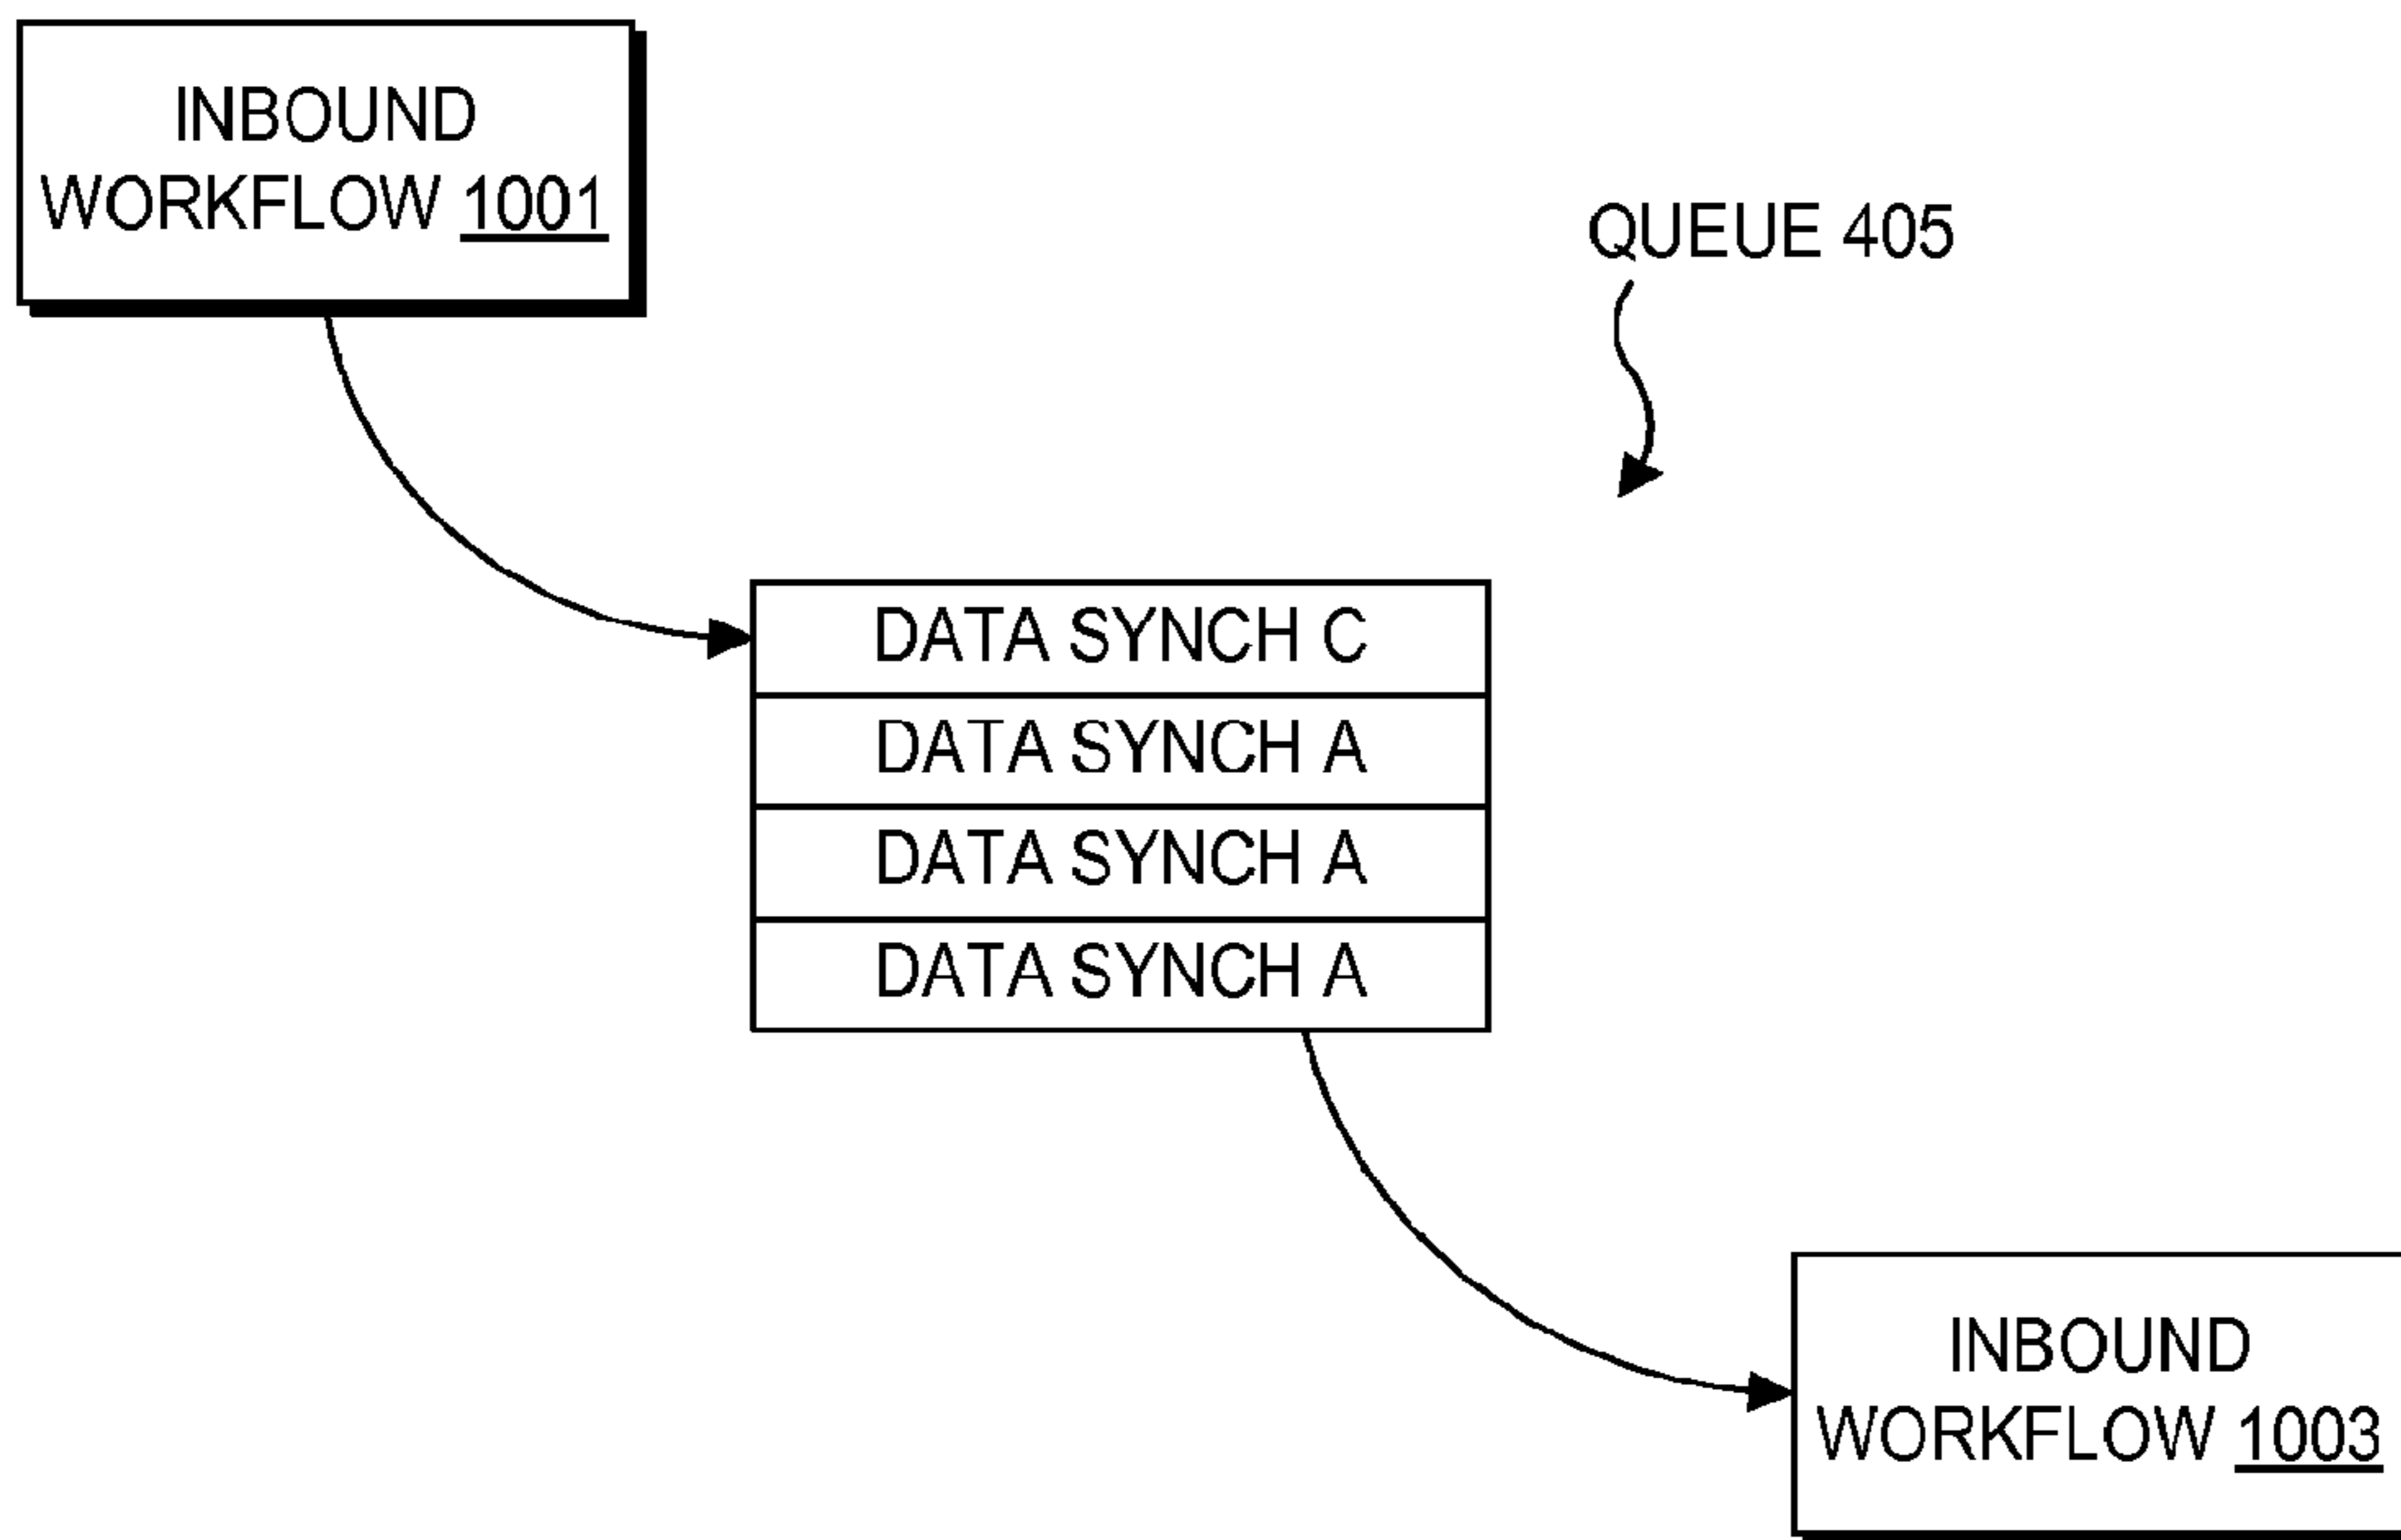 INBOUND
WORKFLOW 1001
QUEUE 405
DATA SYNCH C
DATA SYNCH A
DATA SYNCH A
DATA SYNCH A
INBOUND
WORKFLOW 1003